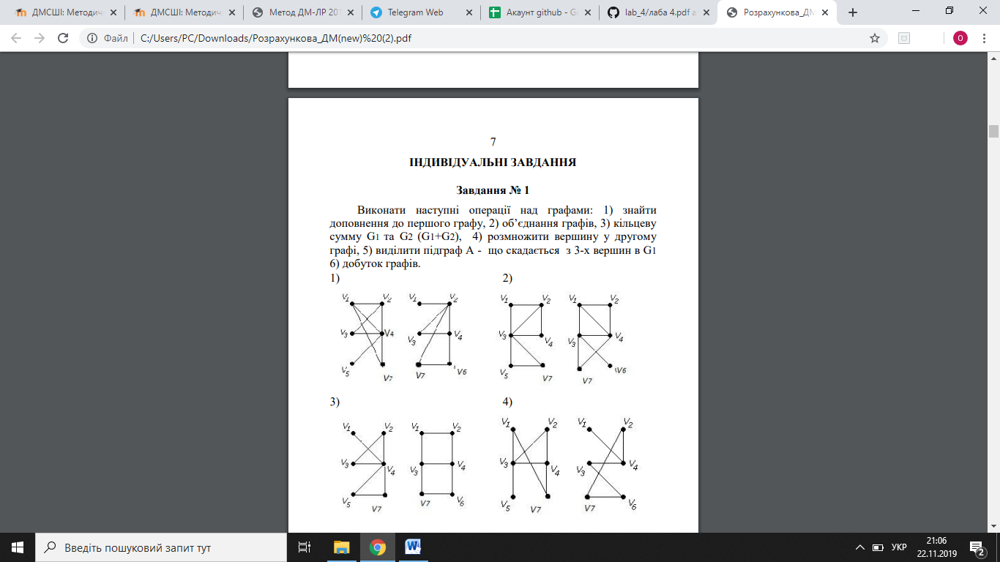 ДМСШІ: Методич
ДМСШІ: Методич
Метод ДМ-ЛР 201
Telegram Web
Акаунт github - Go
lab_4/лаба 4.pdf a
Розрахункова_ДМ
Файл
C:/Users/PC/Downloads/Розрахункова_ДМ(new)%20(2).pdf
О
7
ІНДИВІДУАЛЬНІ ЗАВДАННЯ
Завдання № 1
Виконати наступні операції над графами: 1) знайти
доповнення до першого графу, 2) об’єднання графів, 3) кільцеву
сумму G1 та G2 (G1+G2), 4) розмножити вершину у другому
графі, 5) виділити підграф А - що скадається з 3-х вершин в G1
6) добуток графів.
1) 2)
V1 V2 V1 V2 V1 V2 V1 V2
V3 V4 V3 V4 V3 V4 V3 V4
V5 V7 V7 V6 V5 V7 V7 V6
3) 4)
V1 V2 V1 V2 V1 V2 V1 V2
V3 V4 V3 V4 V3 V4 V3 V4
V5 V7 V7 V6 V5 V7 V7 V6
Введіть пошуковий запит тут
УКР
21:06
22.11.2019
2